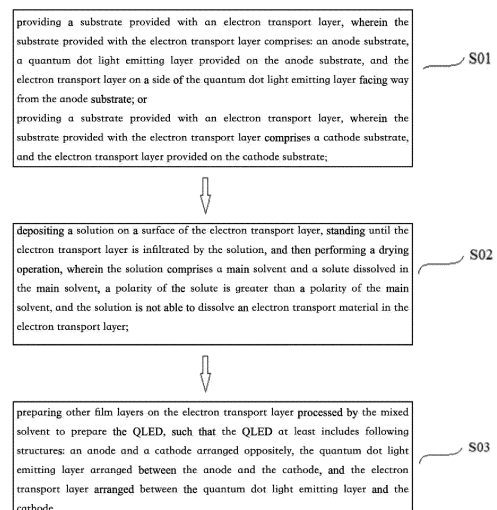 providing a substrate provided with an electron transport layer, wherein the
substrate provided with the electron transport layer comprises: an anode substrate,
a quantum dot light emitting layer provided on the anode substrate, and the
electron transport layer on a side of the quantum dot light emitting layer facing way
from the anode substrate; or
providing a substrate provided with an electron transport layer, wherein the
substrate provided with the electron transport layer comprises a cathode substrate,
and the electron transport layer provided on the cathode substrate;
S01
depositing a solution on a surface of the electron transport layer, standing until the
electron transport layer is infiltrated by the solution, and then performing a drying
operation, wherein the solution comprises a main solvent and a solute dissolved in
the main solvent, a polarity of the solute is greater than a polarity of the main
solvent, and the solution is not able to dissolve an electron transport material in the
electron transport layer;
S02
preparing other film layers on the electron transport layer processed by the mixed
solvent to prepare the QLED, such that the QLED at least includes following
structures: an anode and a cathode arranged oppositely, the quantum dot light
emitting layer arranged between the anode and the cathode, and the electron
transport layer arranged between the quantum dot light emitting layer and the
cathode
S03